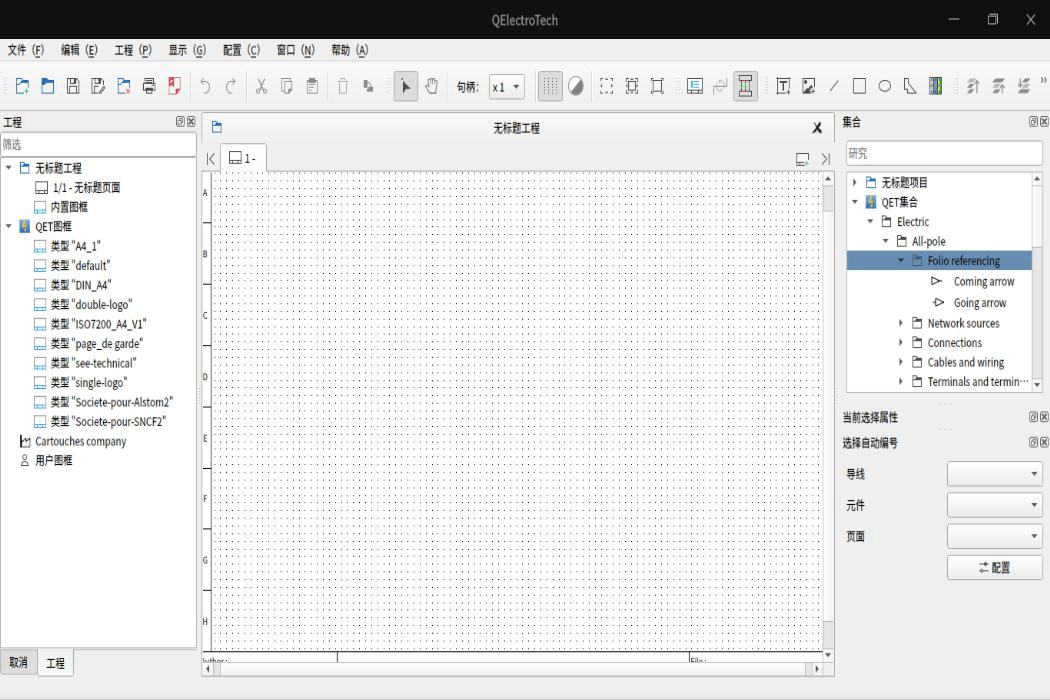 QElectroTech
文件 (F) 编辑 (E) 工程 (P) 显示 (G) 配置 (C) 窗口 (N) 帮助 (A)
句柄: x1
工程
筛选
无标题工程
1/1 - 无标题页面
内置图框
QET图框
类型 "A4_1"
类型 "default"
类型 "DIN_A4"
类型 "double-logo"
类型 "ISO7200_A4_V1"
类型 "page_de garde"
类型 "see-technical"
类型 "single-logo"
类型 "Societe-pour-Alstom2"
类型 "Societe-pour-SNCF2"
Cartouches company
用户图框
取消 工程
无标题工程
1 -
A
B
C
D
E
F
G
H
File:
集合
研究
无标题项目
QET集合
Electric
All-pole
Folio referencing
Coming arrow
Going arrow
Network sources
Connections
Cables and wiring
Terminals and termin···
当前选择属性
选择自动编号
导线
元件
页面
配置